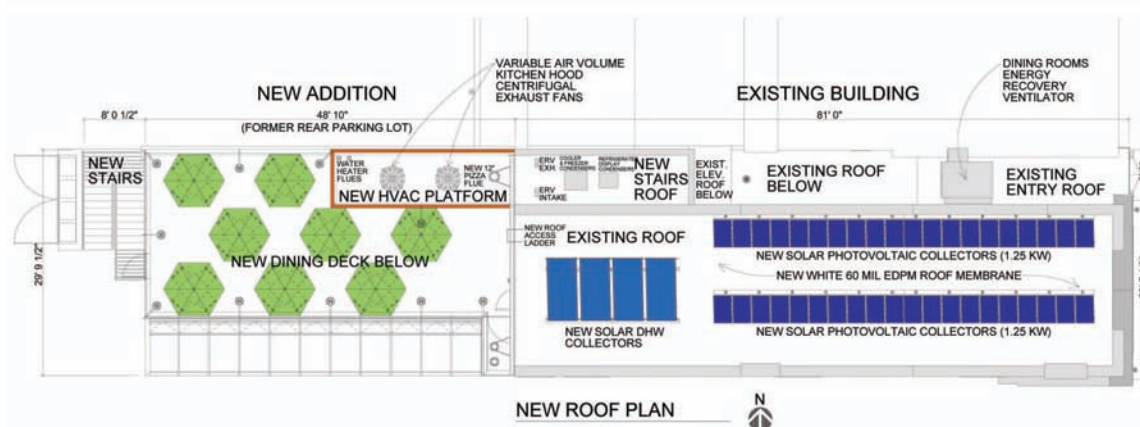 VARIABLE AIR VOLUME
KITCHEN HOOD
CENTRIFUGAL
EXHAUST FANS
DINING ROOMS
ENERGY
RECOVERY
VENTILATOR
NEW ADDITION
EXISTING BUILDING
8' 0 1/2"
48' 10"
81' 0"
(FORMER REAR PARKING LOT)
NEW
STAIRS
WATER
HEATER
FLUES
NEW 12"
PIZZA
FLUE
NEW HVAC PLATFORM
ERV
EXH.
COOLER
& FREEZER
CONDENSERS
REFRIGERATED
DISPLAY
CONDENSERS
ERV
INTAKE
NEW
STAIRS
ROOF
EXIST.
ELEV.
ROOF
BELOW
EXISTING ROOF
BELOW
EXISTING
ENTRY ROOF
29' 9 1/2"
NEW ROOF
ACCESS
LADDER
EXISTING ROOF
NEW DINING DECK BELOW
NEW SOLAR PHOTOVOLTAIC COLLECTORS (1.25 KW)
NEW WHITE 60 MIL EDPM ROOF MEMBRANE
NEW SOLAR DHW
COLLECTORS
NEW SOLAR PHOTOVOLTAIC COLLECTORS (1.25 KW)
NEW ROOF PLAN
N